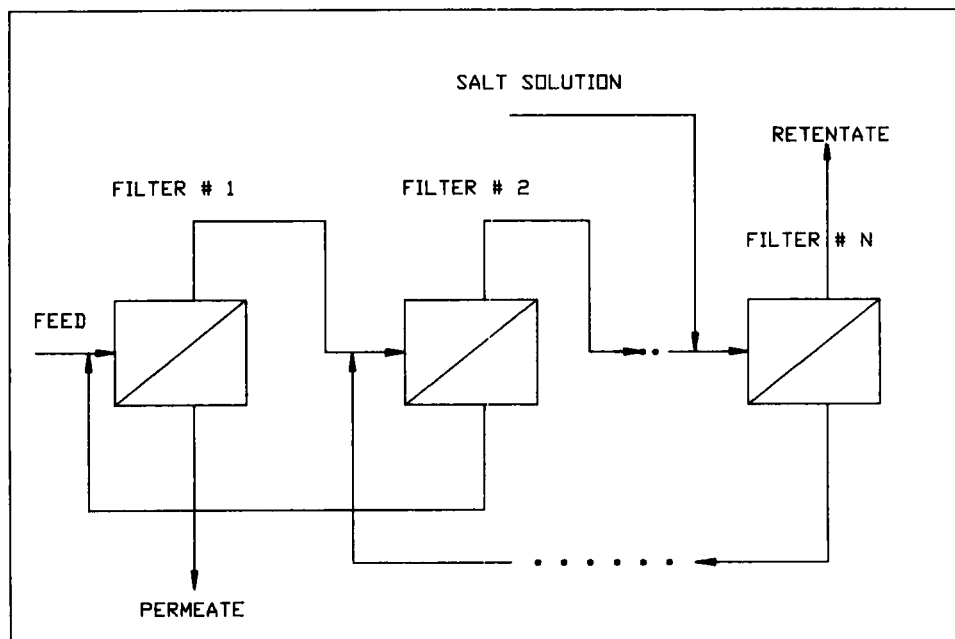 SALT SOLUTION
RETENTATE
FILTER # 1
FILTER # 2
FILTER # N
FEED
PERMEATE